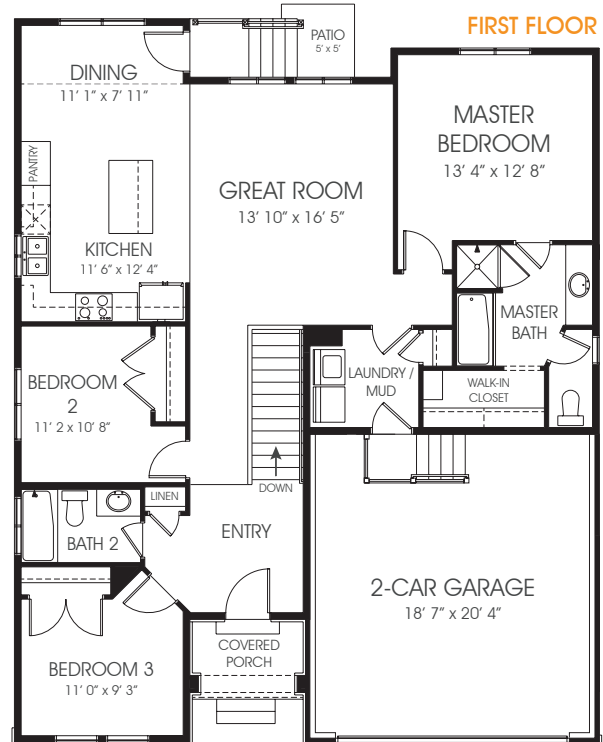 FIRST FLOOR
PATIO
5' x 5'
DINING
11' 1" x 7' 11"
MASTER
BEDROOM
13' 4" x 12' 8"
PANTRY
GREAT ROOM
13' 10" x 16' 5"
KITCHEN
11' 6" x 12' 4"
MASTER
BATH
LAUNDRY /
MUD
WALK-IN
CLOSET
BEDROOM
2
11' 2 x 10' 8"
DOWN
LINEN
BATH 2
ENTRY
2-CAR GARAGE
18' 7" x 20' 4"
COVERED
PORCH
BEDROOM 3
11' 0" x 9' 3"